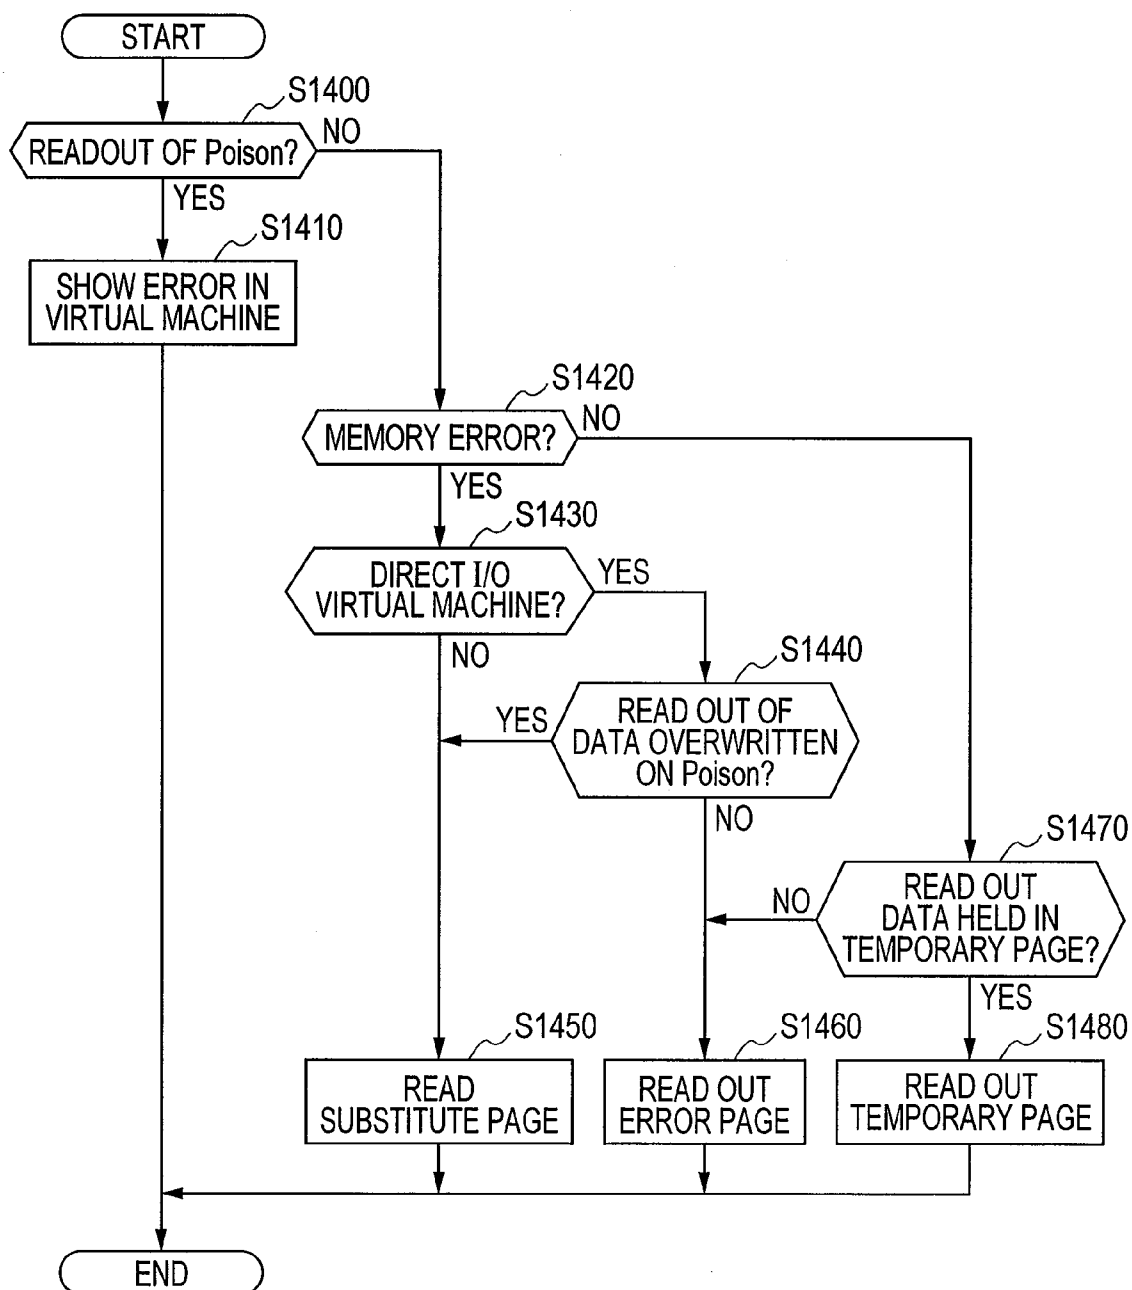 START
S1400
READOUT OF Poison?
NO
YES
S1410
SHOW ERROR IN
VIRTUAL MACHINE
S1420
MEMORY ERROR?
NO
YES
S1430
DIRECT I/O
VIRTUAL MACHINE?
YES
NO
S1440
READ OUT OF
DATA OVERWRITTEN
ON Poison?
YES
NO
S1470
READ OUT
DATA HELD IN
TEMPORARY PAGE?
NO
YES
S1450
READ
SUBSTITUTE PAGE
S1460
READ OUT
ERROR PAGE
S1480
READ OUT
TEMPORARY PAGE
END